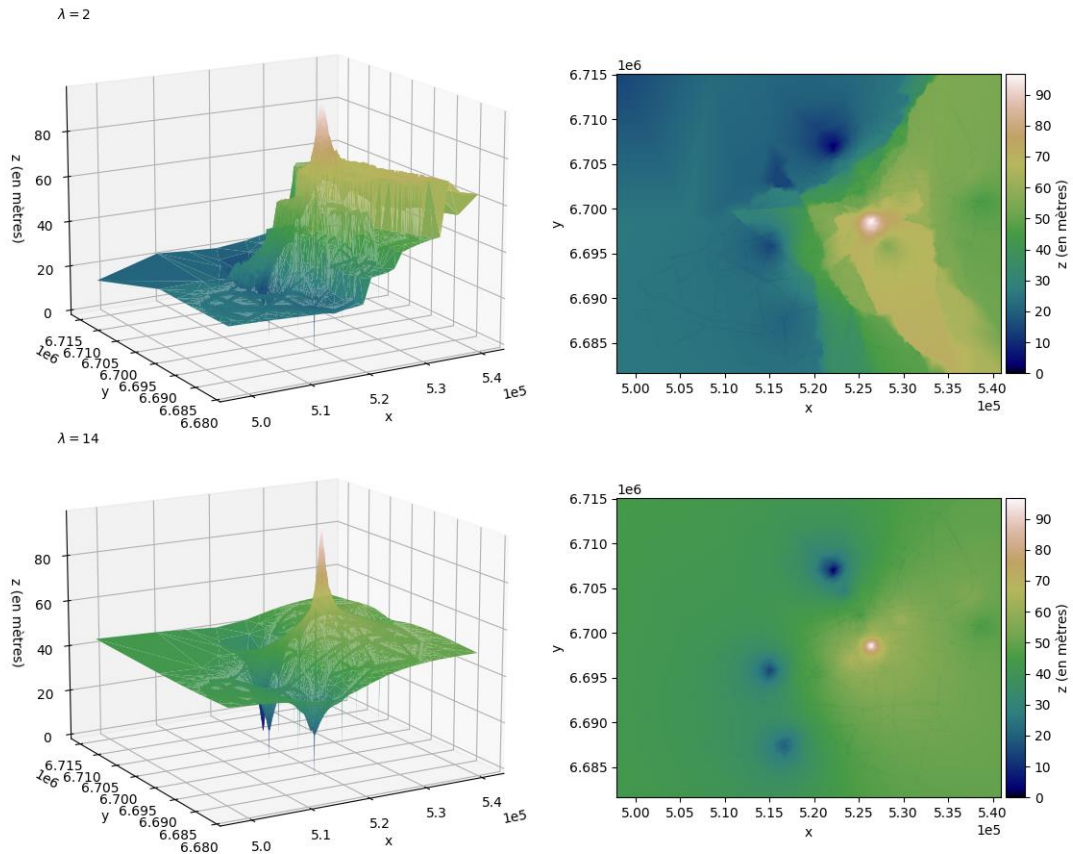 λ = 2
80
60
40
20
0
z (en mètres)
6.715
6.710
6.705
6.700
6.695
6.690
6.685
6.680
1e6
y
5.0
5.1
5.2
5.3
5.4
1e5
x
1e6
6.715
6.710
6.705
6.700
6.695
6.690
6.685
y
5.00 5.05 5.10 5.15 5.20 5.25 5.30 5.35 5.40
1e5
x
90
80
70
60
50
40
30
20
10
0
z (en mètres)
λ = 14
80
60
40
20
0
z (en mètres)
6.715
6.710
6.705
6.700
6.695
6.690
6.685
6.680
1e6
y
5.0
5.1
5.2
5.3
5.4
1e5
x
1e6
6.715
6.710
6.705
6.700
6.695
6.690
6.685
y
5.00 5.05 5.10 5.15 5.20 5.25 5.30 5.35 5.40
1e5
x
90
80
70
60
50
40
30
20
10
0
z (en mètres)